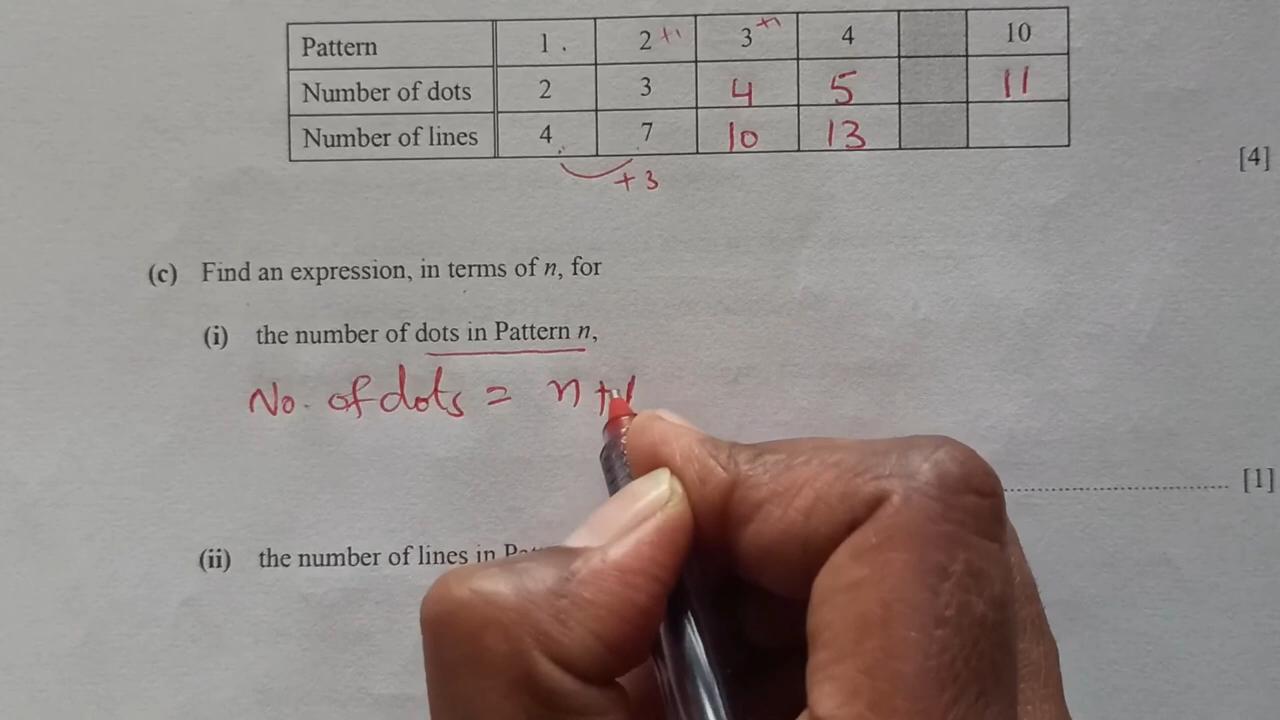 Pattern 1 . 2 +1 3 +1 4 10
Number of dots 2 3 4 5 11
Number of lines 4 7 10 13
+ 3
[4]
(c) Find an expression, in terms of n, for
(i) the number of dots in Pattern n,
No. of dots = n +1
[1]
(ii) the number of lines in